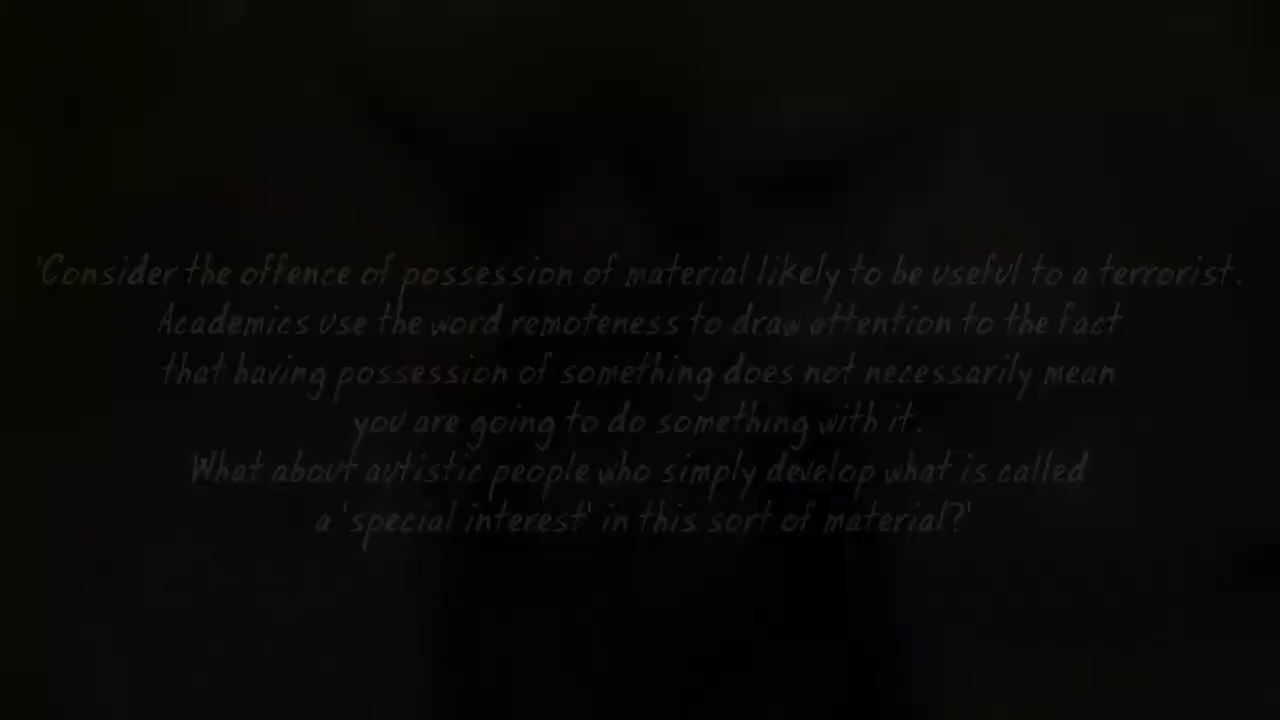 'Consider the offence of possession of material likely to be useful to a terrorist.
Academics use the word remoteness to draw attention to the fact
that having possession of something does not necessarily mean
you are going to do something with it.
What about autistic people who simply develop what is called
a 'special interest' in this sort of material?'